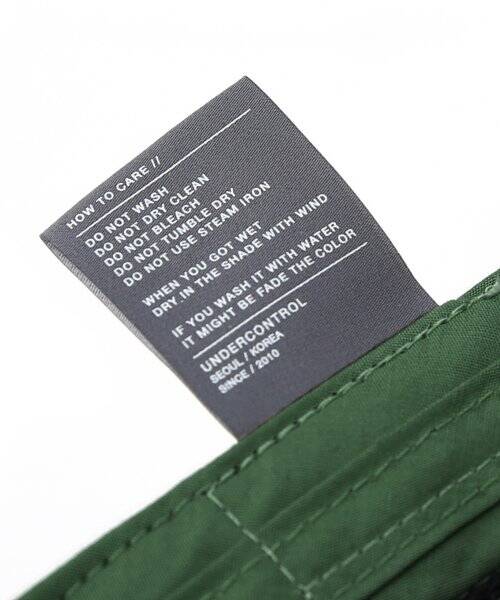 HOW TO CARE //
DO NOT WASH
DO NOT DRY CLEAN
DO NOT BLEACH
DO NOT TUMBLE DRY
DO NOT USE STEAM IRON
WHEN YOU GOT WET
DRY IN THE SHADE WITH WIND
IF YOU WASH IT WITH WATER
IT MIGHT BE FADE THE COLOR
UNDERCONTROL
SEOUL / KOREA
SINCE / 2010